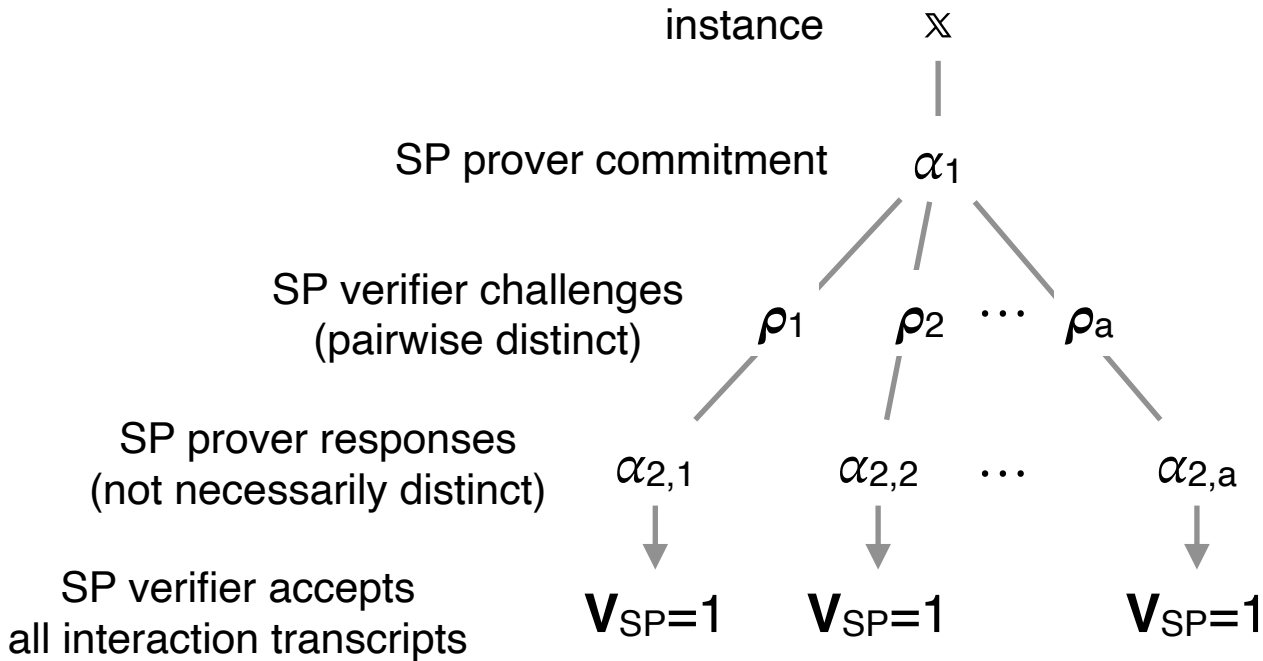 instance 𝕩
SP prover commitment α1
SP verifier challenges
(pairwise distinct)
ρ1 ρ2 ⋯ ρa
SP prover responses
(not necessarily distinct)
α2,1 α2,2 ⋯ α2,a
SP verifier accepts
all interaction transcripts
VSP=1 VSP=1 VSP=1